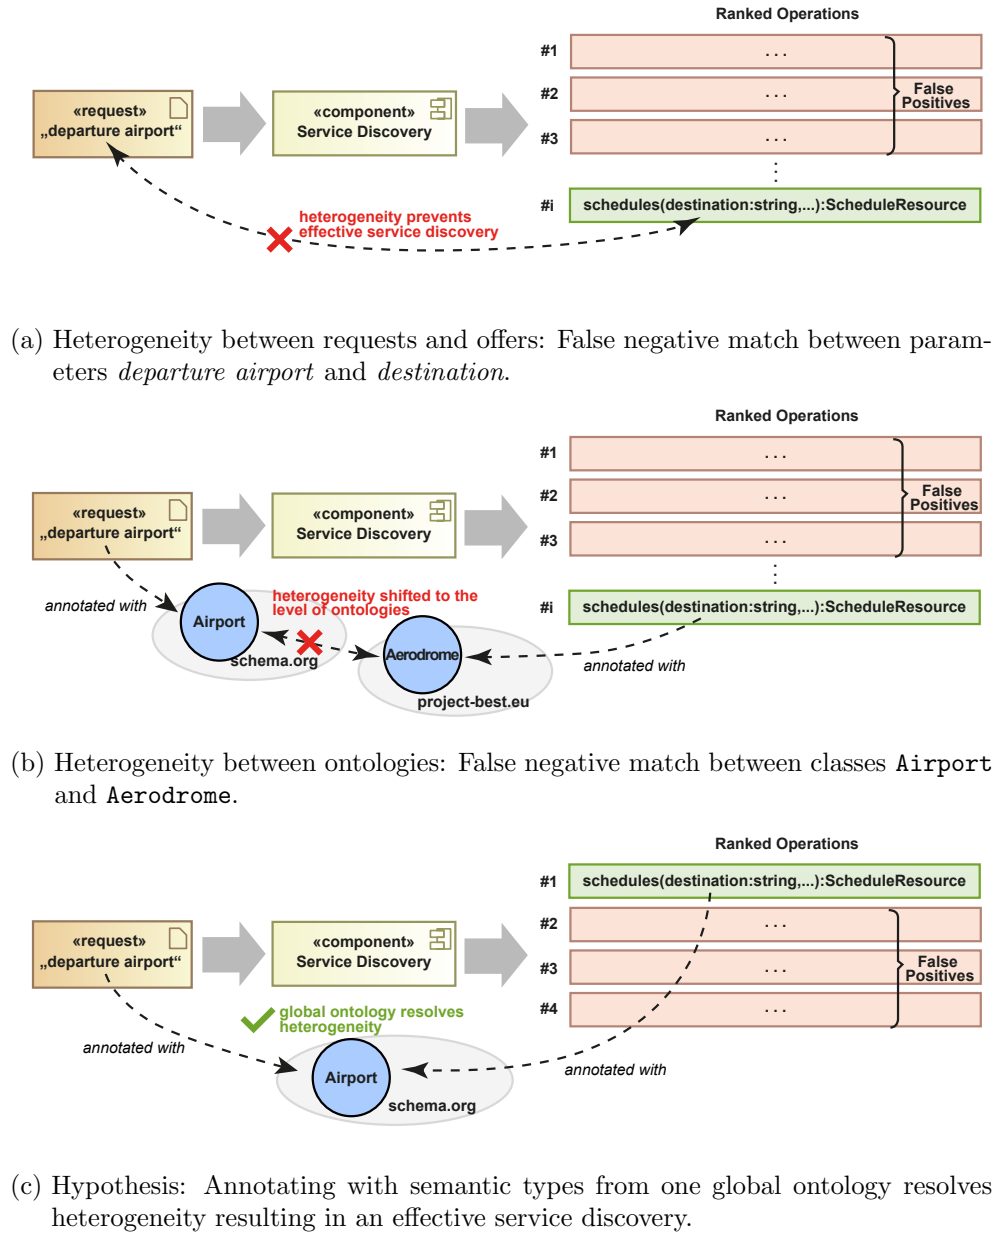 Ranked Operations
#1 . . .
«request»
„departure airport“
«component»
Service Discovery
#2 . . .
False
Positives
#3 . . .
. . . .
#i schedules(destination:string,...):ScheduleResource
heterogeneity prevents
effective service discovery
(a) Heterogeneity between requests and offers: False negative match between param-
eters departure airport and destination.
Ranked Operations
#1 . . .
«request»
„departure airport“
«component»
Service Discovery
#2 . . .
False
Positives
#3 . . .
. . . .
#i schedules(destination:string,...):ScheduleResource
annotated with
heterogeneity shifted to the
level of ontologies
Airport
schema.org
Aerodrome
project-best.eu
annotated with
(b) Heterogeneity between ontologies: False negative match between classes Airport
and Aerodrome.
Ranked Operations
#1 schedules(destination:string,...):ScheduleResource
«request»
„departure airport“
«component»
Service Discovery
#2 . . .
#3 . . .
False
Positives
#4 . . .
global ontology resolves
heterogeneity
annotated with
Airport
schema.org
annotated with
(c) Hypothesis: Annotating with semantic types from one global ontology resolves
heterogeneity resulting in an effective service discovery.